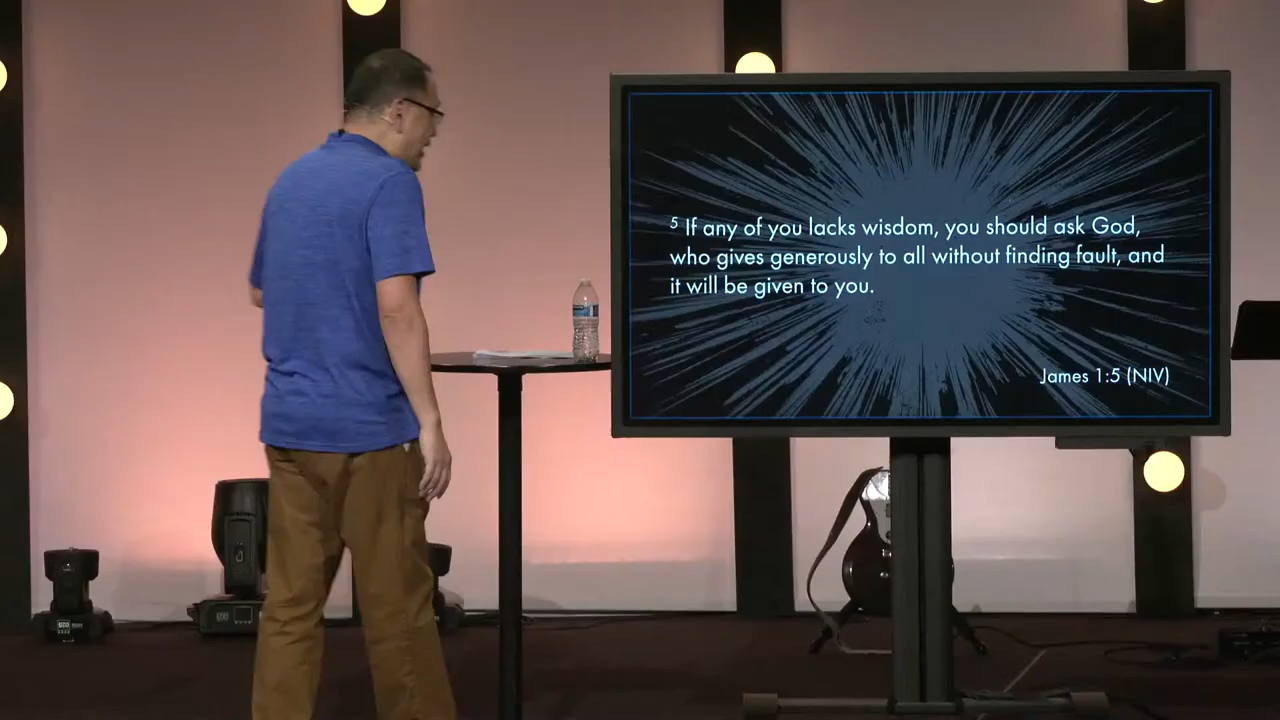 ⁵ If any of you lacks wisdom, you should ask God,
who gives generously to all without finding fault, and
it will be given to you.
James 1:5 (NIV)